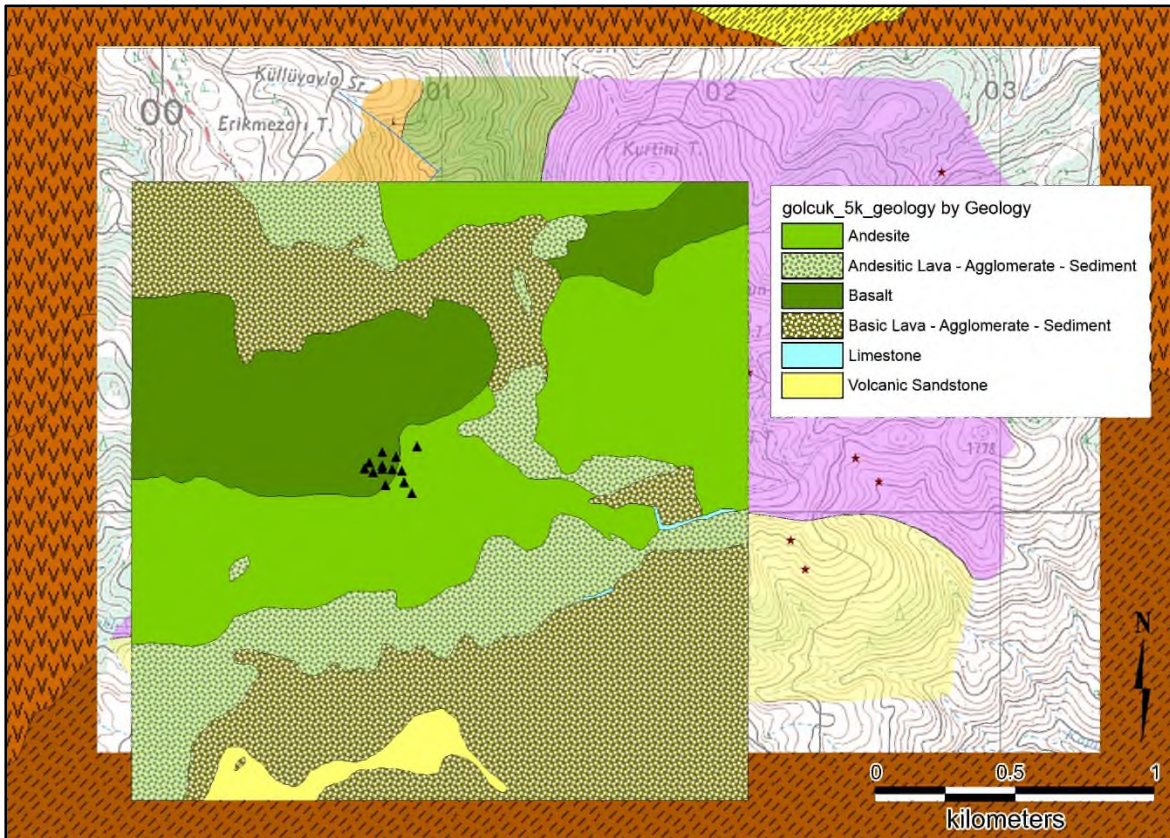 Küllüyayla Sr.
00
01
02
03
Erikmezarı T.
Kurtini T.
golcuk_5k_geology by Geology
Andesite
Andesitic Lava - Agglomerate - Sediment
Basalt
Basic Lava - Agglomerate - Sediment
Limestone
Volcanic Sandstone
1778
N
0 0.5 1
kilometers